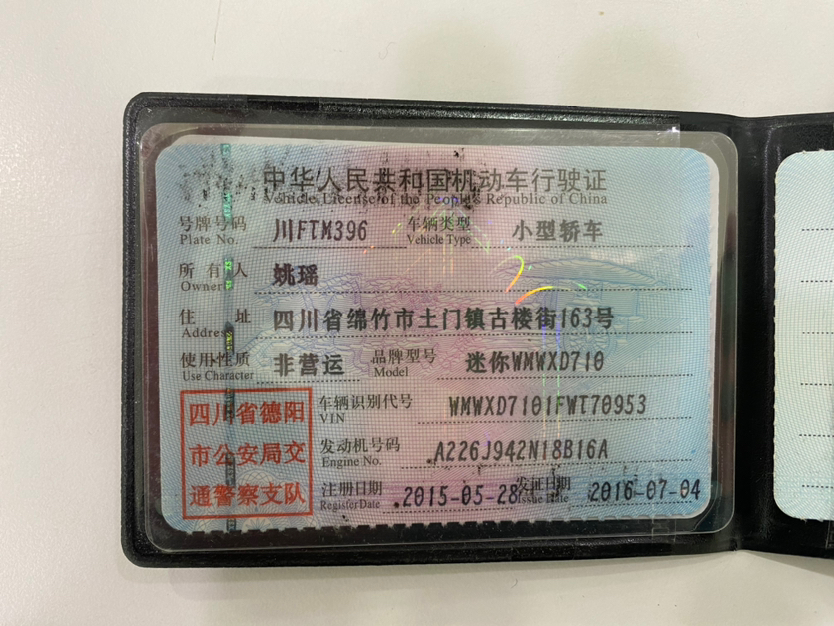 中华人民共和国机动车行驶证
Vehicle License of the People's Republic of China
号牌号码 川FTM396 车辆类型 小型轿车
Plate No. Vehicle Type
所有人 姚瑶
Owner
住址 四川省绵竹市土门镇古楼街163号
Address
使用性质 非营运 品牌型号 迷你WMWXD710
Use Character Model
四川省德阳
市公安局交
通警察支队
车辆识别代号 WMWXD7101FWT70953
VIN
发动机号码 A226J942N18B16A
Engine No.
注册日期 2015-05-28 发证日期 2016-07-04
Register Date Issue Date